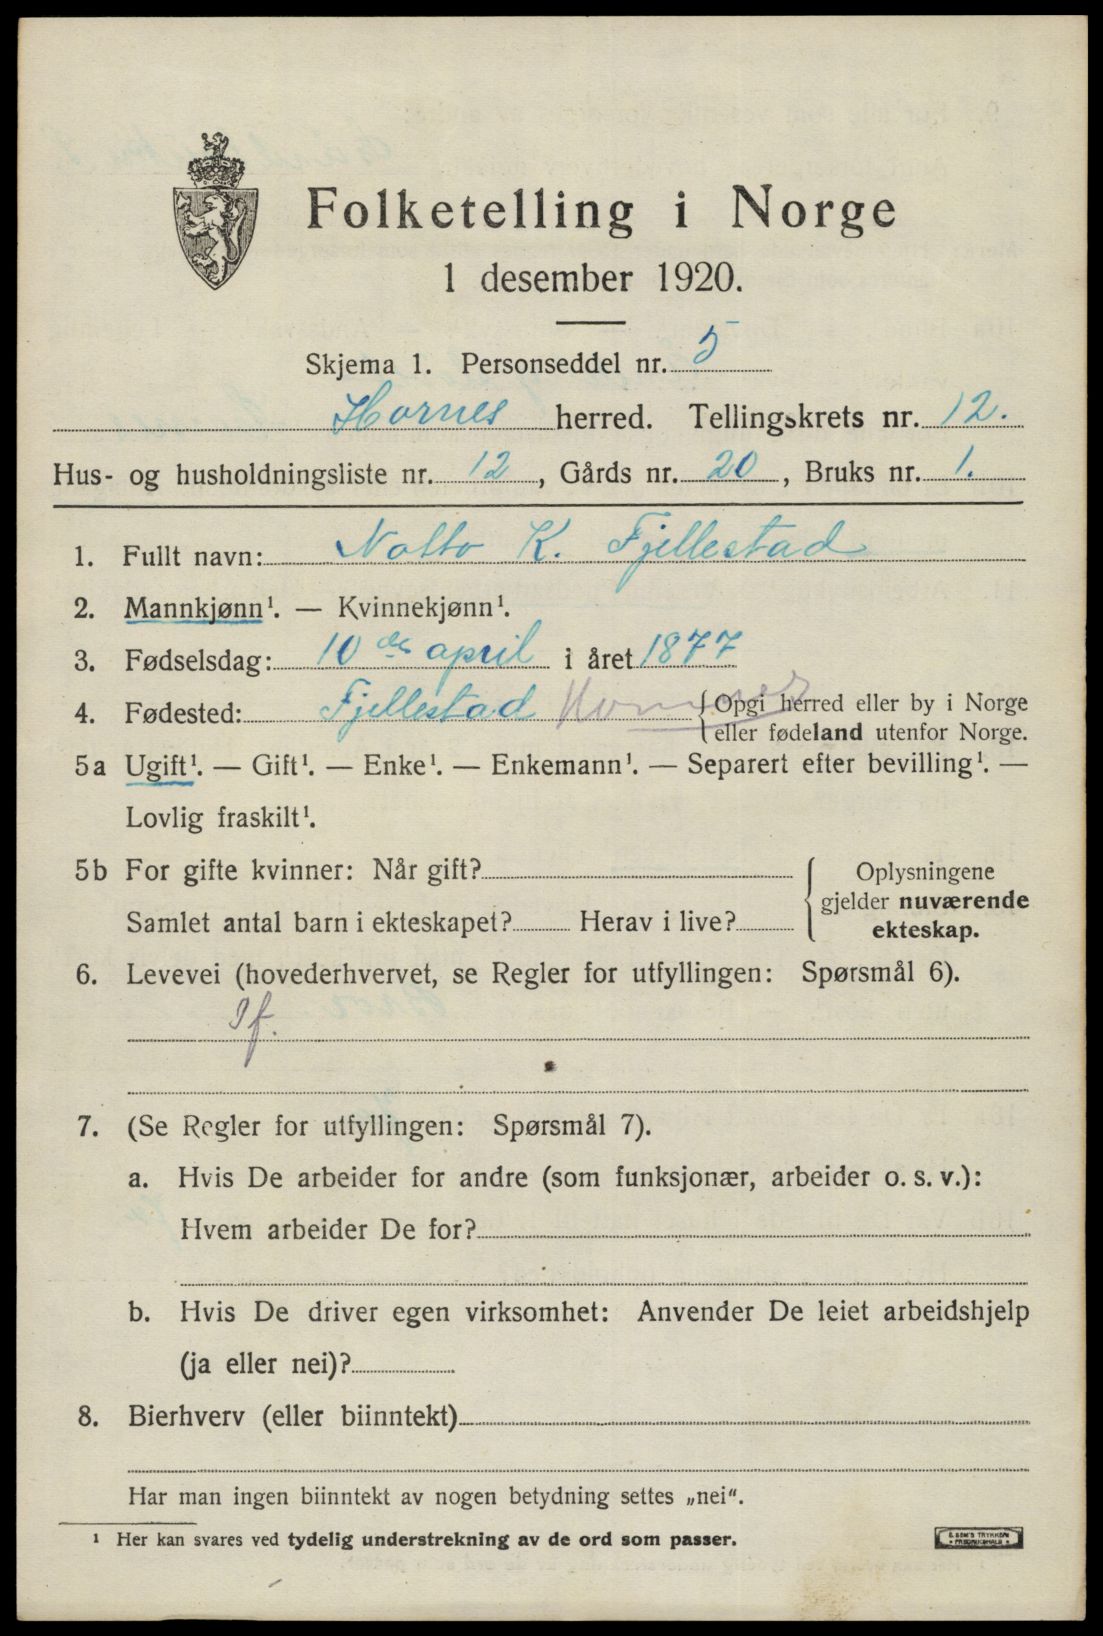 Folketelling i Norge
1 desember 1920.
Skjema 1. Personseddel nr. 5
Hornes herred. Tellingskrets nr. 12.
Hus- og husholdningsliste nr. 12, Gårds nr. 20, Bruks nr. 1.
1. Fullt navn: Notto K. Fjellestad
2. Mannkjønn¹. — Kvinnekjønn¹.
3. Fødselsdag: 10de april i året 1877
4. Fødested: Fjellestad Hornnes {Opgi herred eller by i Norge
eller fødeland utenfor Norge.
5a Ugift¹. — Gift¹. — Enke¹. — Enkemann¹. — Separert efter bevilling¹. —
Lovlig fraskilt¹.
5b For gifte kvinner: Når gift?
Samlet antal barn i ekteskapet? Herav i live?
Oplysningene
gjelder nuværende
ekteskap.
6. Levevei (hovederhvervet, se Regler for utfyllingen: Spørsmål 6).
If.
7. (Se Regler for utfyllingen: Spørsmål 7).
a. Hvis De arbeider for andre (som funksjonær, arbeider o. s. v.):
Hvem arbeider De for?
b. Hvis De driver egen virksomhet: Anvender De leiet arbeidshjelp
(ja eller nei)?
8. Bierhverv (eller biinntekt)
Har man ingen biinntekt av nogen betydning settes „nei".
¹ Her kan svares ved tydelig understrekning av de ord som passer.